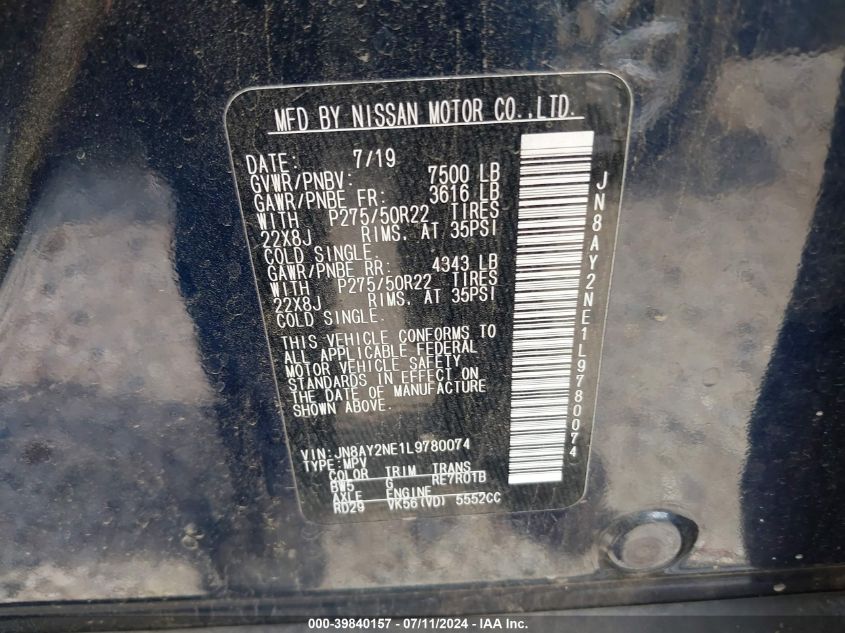 MFD BY NISSAN MOTOR CO.,LTD.
DATE: 7/19
GVWR/PNBV: 7500 LB
GAWR/PNBE FR: 3616 LB
WITH P275/50R22 TIRES
22X8J RIMS. AT 35PSI
COLD SINGLE.
GAWR/PNBE RR: 4343 LB
WITH P275/50R22 TIRES
22X8J RIMS. AT 35PSI
COLD SINGLE.
THIS VEHICLE CONFORMS TO
ALL APPLICABLE FEDERAL
MOTOR VEHICLE SAFETY
STANDARDS IN EFFECT ON
THE DATE OF MANUFACTURE
SHOWN ABOVE.
VIN:JN8AY2NE1L9780074
TYPE:MPV
COLOR TRIM TRANS
BW5 G RE7R01B
AXLE ENGINE
RD29 VK56(VD) 5552CC
JN8AY2NE1L9780074
000-39840157 - 07/11/2024 - IAA Inc.